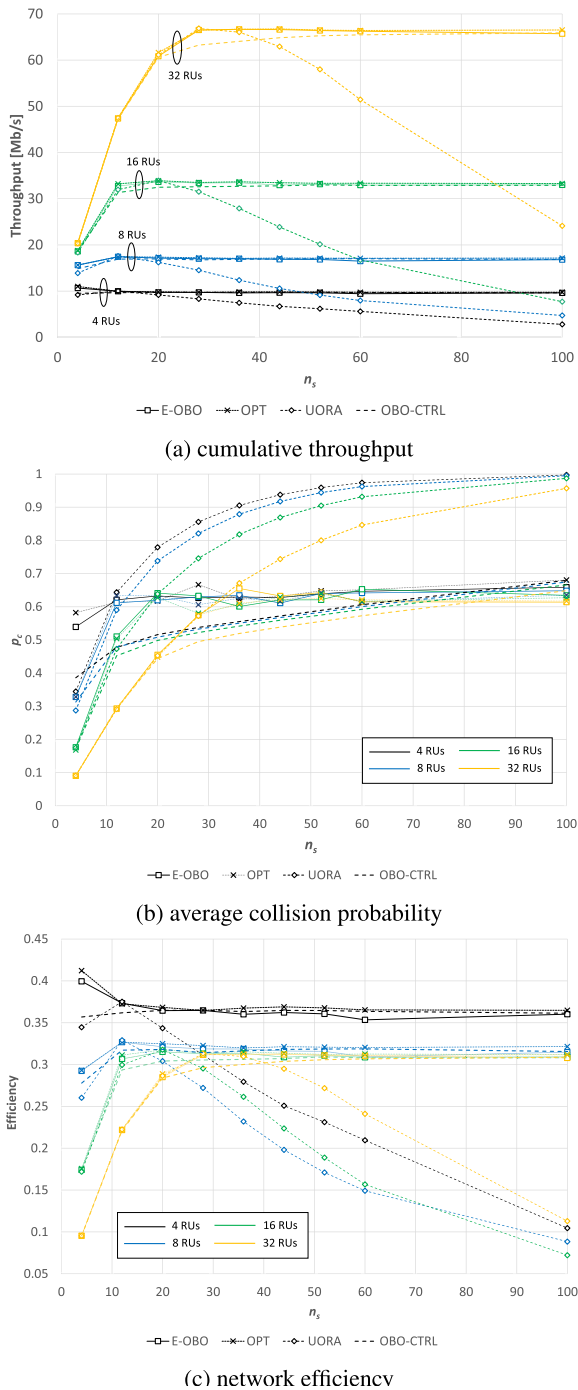 70
60
50
40
30
20
10
0
Throughput [Mb/s]
32 RUs
16 RUs
8 RUs
4 RUs
0 20 40 60 80 100
n_s
E-OBO OPT UORA OBO-CTRL
(a) cumulative throughput
1
0.9
0.8
0.7
0.6
0.5
0.4
0.3
0.2
0.1
0
p_c
4 RUs 16 RUs
8 RUs 32 RUs
0 10 20 30 40 50 60 70 80 90 100
n_s
E-OBO OPT UORA OBO-CTRL
(b) average collision probability
0.45
0.4
0.35
0.3
0.25
0.2
0.15
0.1
0.05
Efficiency
4 RUs 16 RUs
8 RUs 32 RUs
0 10 20 30 40 50 60 70 80 90 100
n_s
E-OBO OPT UORA OBO-CTRL
(c) network efficiency